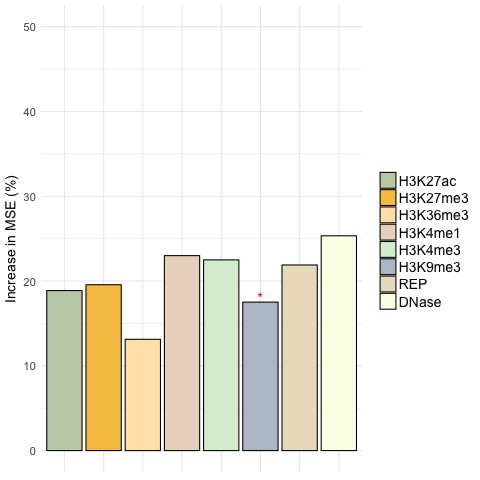 50
40
30
20
10
0
Increase in MSE (%)
*
H3K27ac
H3K27me3
H3K36me3
H3K4me1
H3K4me3
H3K9me3
REP
DNase